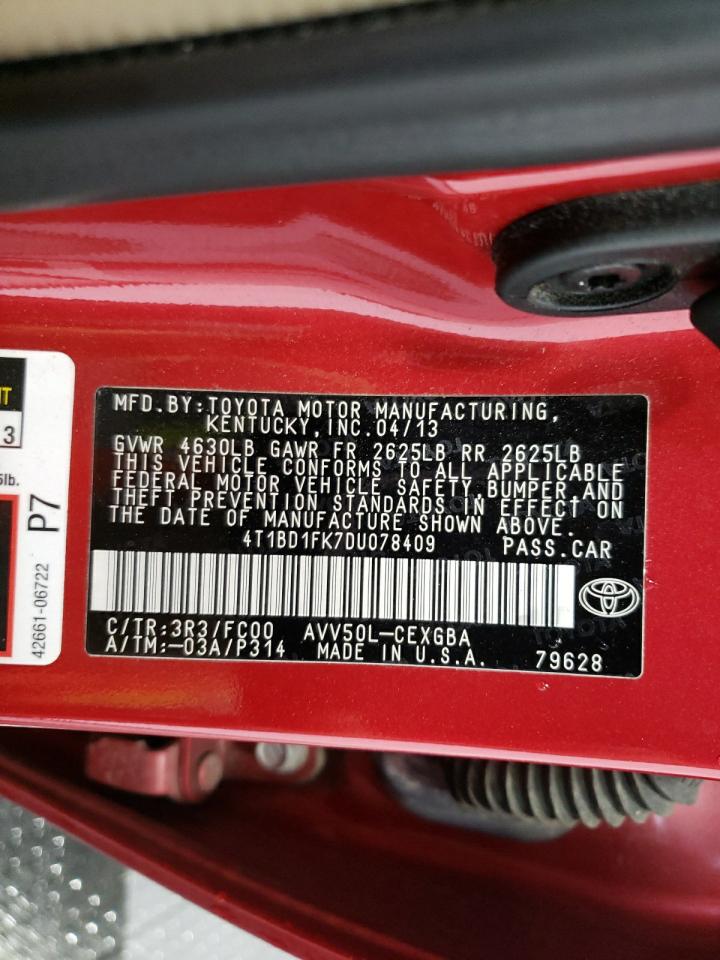 MFD.BY:TOYOTA MOTOR MANUFACTURING,
KENTUCKY,INC.04/13
GVWR 4630LB GAWR FR 2625LB RR 2625LB
THIS VEHICLE CONFORMS TO ALL APPLICABLE
FEDERAL MOTOR VEHICLE SAFETY,BUMPER,AND
THEFT PREVENTION STANDARDS IN EFFECT ON
THE DATE OF MANUFACTURE SHOWN ABOVE.
4T1BD1FK7DU078409 PASS.CAR
C/TR:3R3/FC00 AVV50L-CEXGBA
A/TM:-03A/P314 MADE IN U.S.A. 79628
3
lb.
P7
42661-06722